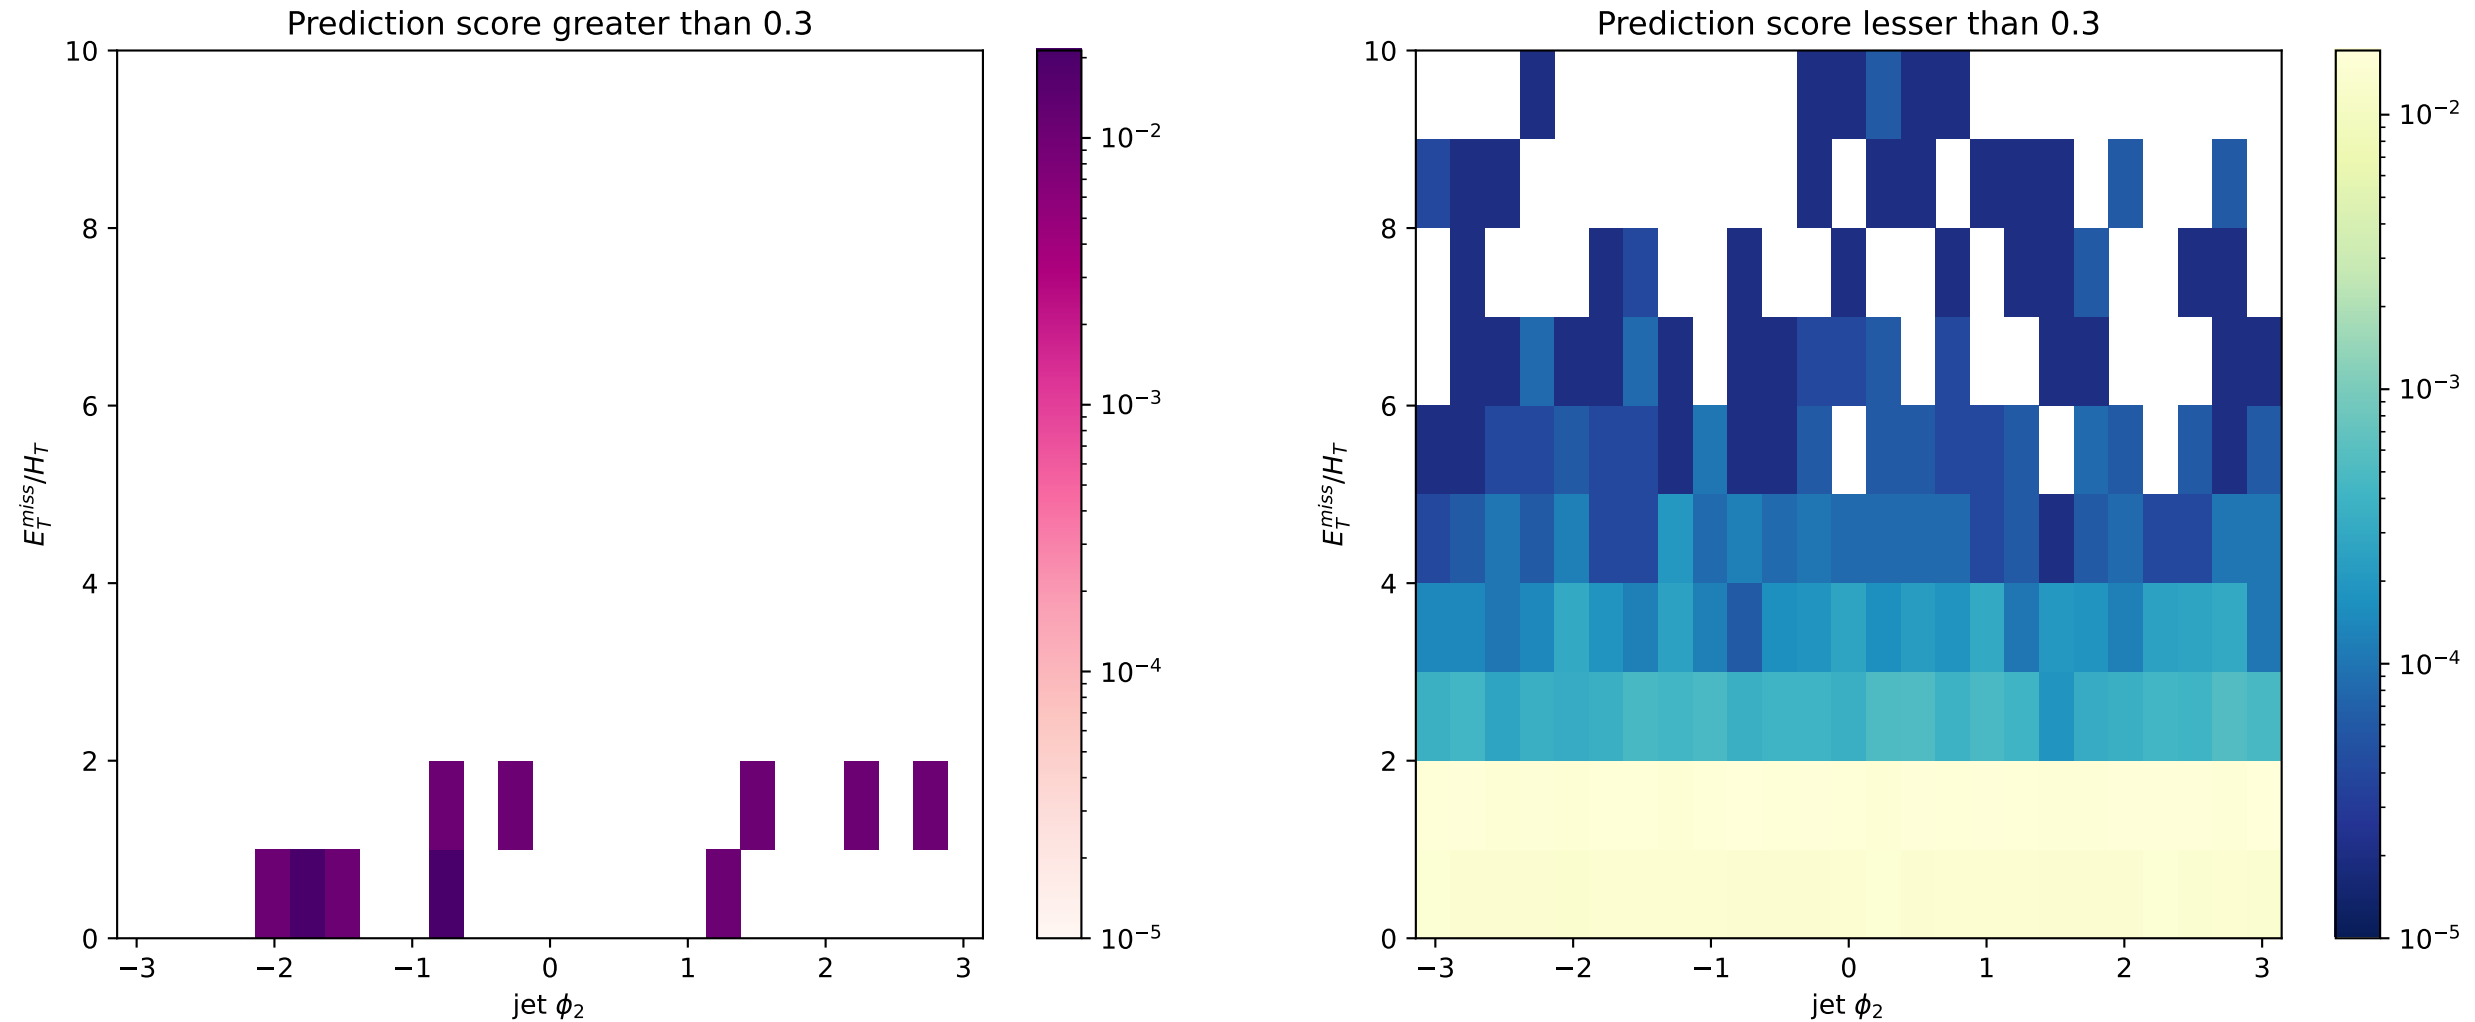 Prediction score greater than 0.3
10
8
6
4
2
0
−3 −2 −1 0 1 2 3
jet ϕ₂
E_T^miss/H_T
10⁻²
10⁻³
10⁻⁴
10⁻⁵
Prediction score lesser than 0.3
10
8
6
4
2
0
−3 −2 −1 0 1 2 3
jet ϕ₂
E_T^miss/H_T
10⁻²
10⁻³
10⁻⁴
10⁻⁵